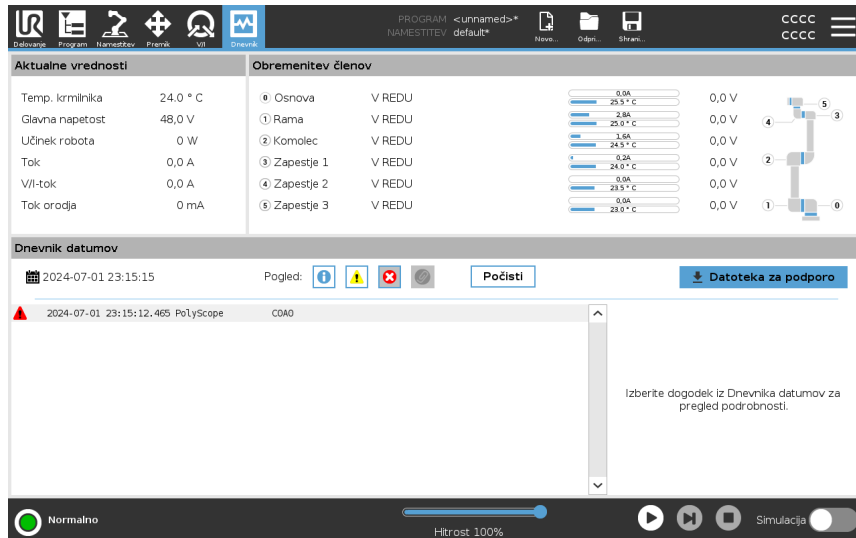 PROGRAM <unnamed>* CCCC
NAMESTITEV default* CCCC
Delovanje Program Namestitev Premik V/I Dnevnik Novo... Odpri... Shrani...
Aktualne vrednosti Obremenitev členov
Temp. krmilnika 24.0 ° C 0 Osnova V REDU 0,0A 25.5 ° C 0,0 V
Glavna napetost 48,0 V 1 Rama V REDU 2,8A 25.0 ° C 0,0 V
Učinek robota 0 W 2 Komolec V REDU 1,6A 24.5 ° C 0,0 V
Tok 0,0 A 3 Zapestje 1 V REDU 0,2A 24.0 ° C 0,0 V
V/I-tok 0,0 A 4 Zapestje 2 V REDU 0,0A 23.5 ° C 0,0 V
Tok orodja 0 mA 5 Zapestje 3 V REDU 0,0A 23.0 ° C 0,0 V
5
4 3
2
1 0
Dnevnik datumov
2024-07-01 23:15:15 Pogled: Počisti Datoteka za podporo
2024-07-01 23:15:12.465 PolyScope C0A0
Izberite dogodek iz Dnevnika datumov za
pregled podrobnosti.
Normalno Hitrost 100% Simulacija